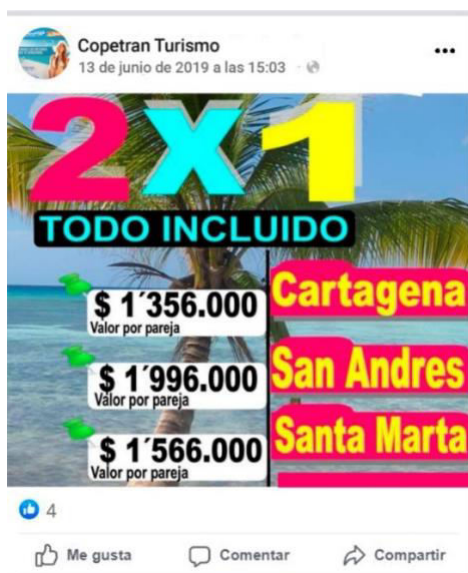 Copetran Turismo
13 de junio de 2019 a las 15:03
2X1
TODO INCLUIDO
$ 1´356.000
Valor por pareja
Cartagena
$ 1´996.000
Valor por pareja
San Andres
$ 1´566.000
Valor por pareja
Santa Marta
4
Me gusta
Comentar
Compartir